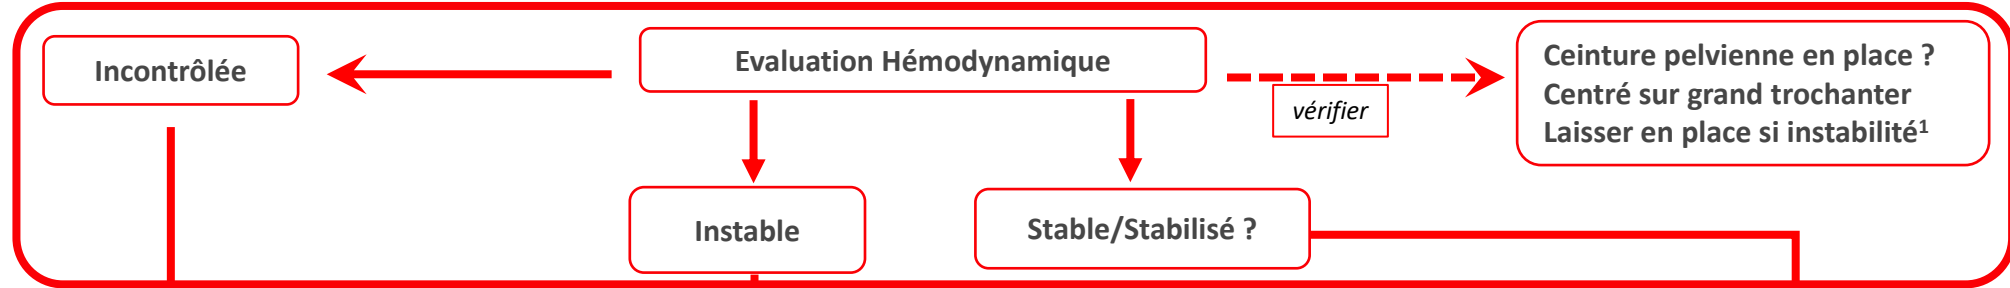 Incontrôlée
Evaluation Hémodynamique
vérifier
Ceinture pelvienne en place ?
Centré sur grand trochanter
Laisser en place si instabilité¹
Instable
Stable/Stabilisé ?